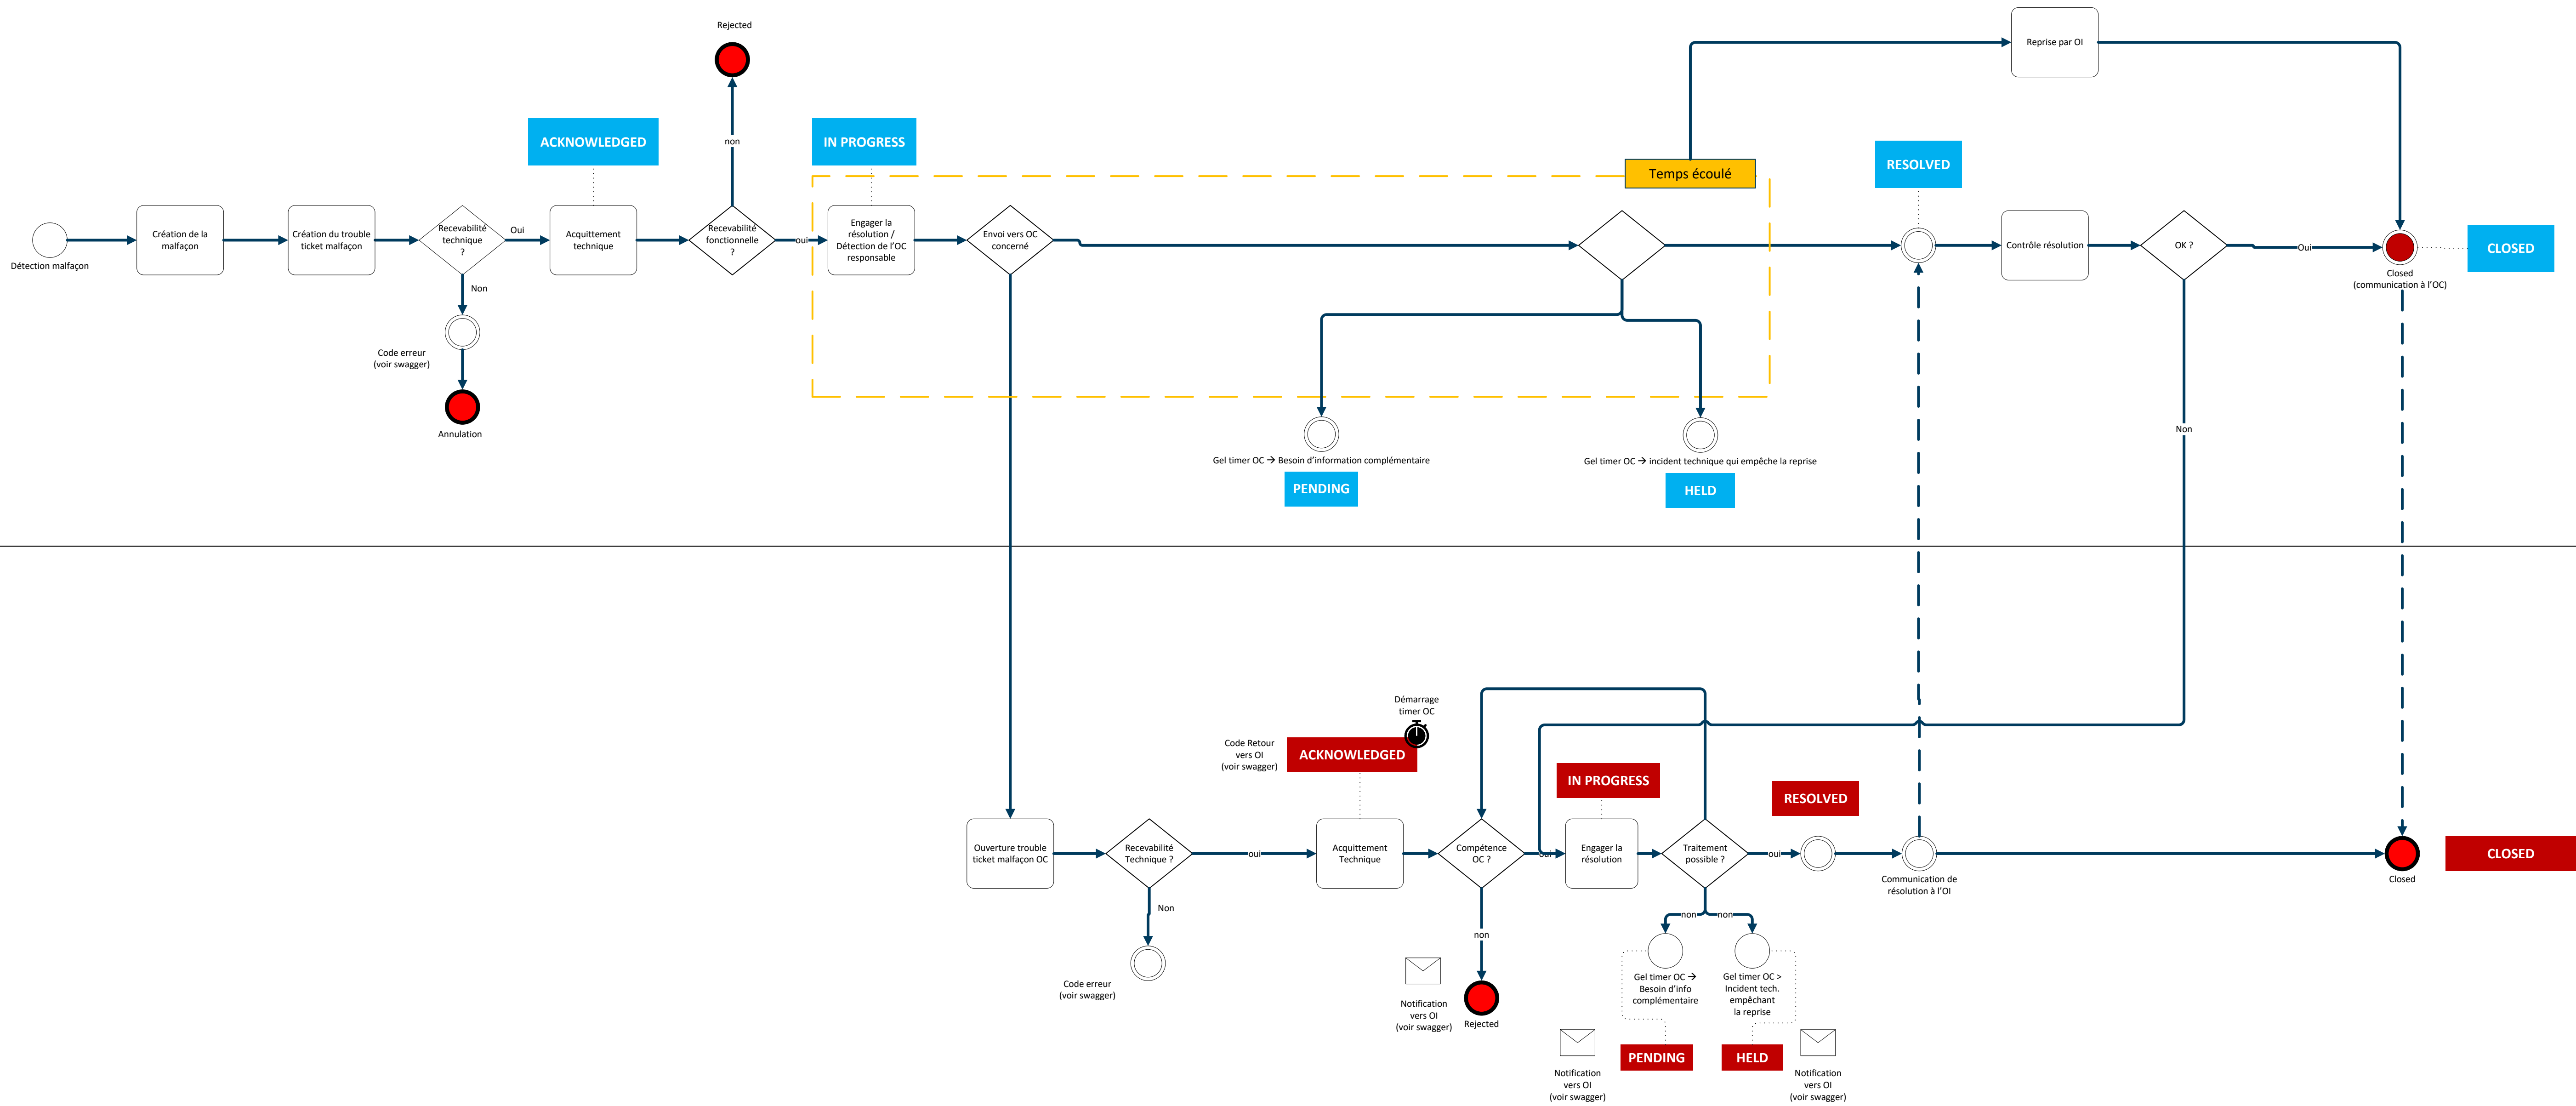 Rejected
Reprise par OI
ACKNOWLEDGED
non
IN PROGRESS
RESOLVED
Temps écoulé
Détection malfaçon
Création de la
malfaçon
Création du trouble
ticket malfaçon
Recevabilité
technique
?
Oui
Acquittement
technique
Recevabilité
fonctionnelle
?
oui
Engager la
résolution /
Détection de l'OC
responsable
Envoi vers OC
concerné
Contrôle résolution
OK ?
Oui
Closed
(communication à l'OC)
CLOSED
Non
Code erreur
(voir swagger)
Annulation
Gel timer OC → Besoin d'information complémentaire
PENDING
Gel timer OC → incident technique qui empêche la reprise
HELD
Non
Démarrage
timer OC
Code Retour
vers OI
(voir swagger)
ACKNOWLEDGED
IN PROGRESS
RESOLVED
Ouverture trouble
ticket malfaçon OC
Recevabilité
Technique ?
oui
Acquittement
Technique
Compétence
OC ?
oui
Engager la
résolution
Traitement
possible ?
oui
Communication de
résolution à l'OI
Closed
CLOSED
Non
Code erreur
(voir swagger)
non
Notification
vers OI
(voir swagger)
Rejected
non
non
Gel timer OC →
Besoin d'info
complémentaire
Gel timer OC >
Incident tech.
empêchant
la reprise
PENDING
HELD
Notification
vers OI
(voir swagger)
Notification
vers OI
(voir swagger)